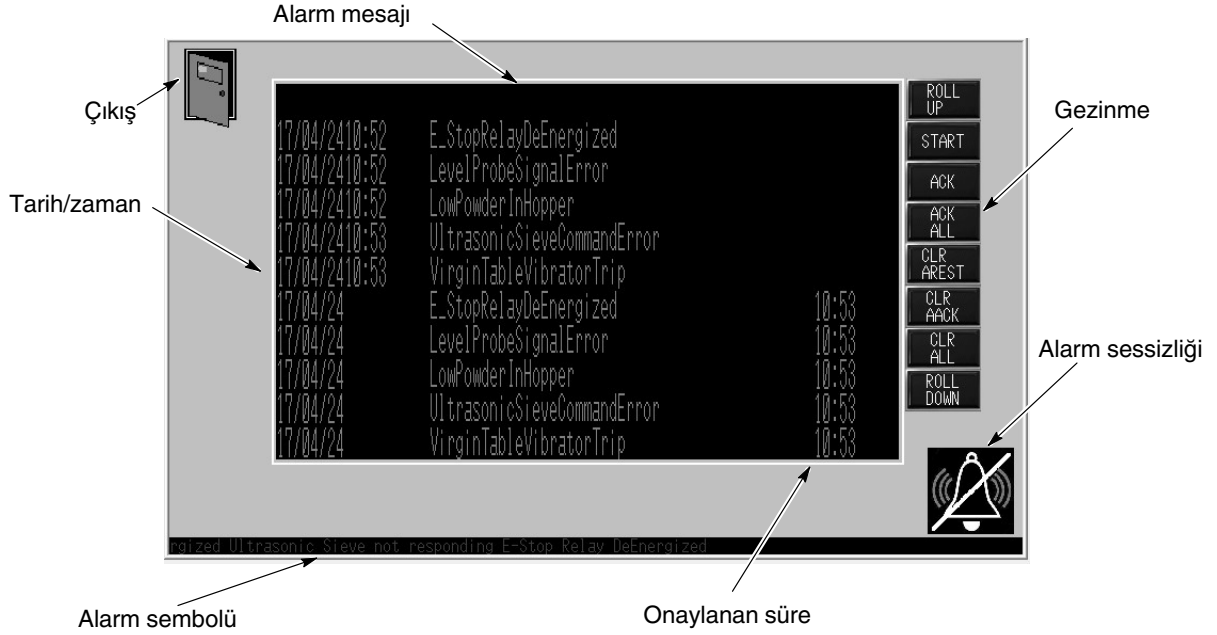 Alarm mesajı
Çıkış
Gezinme
Tarih/zaman
Alarm sessizliği
17/04/2410:52 E_StopRelayDeEnergized
17/04/2410:52 LevelProbeSignalError
17/04/2410:52 LowPowderInHopper
17/04/2410:53 UltrasonicSieveCommandError
17/04/2410:53 VirginTableVibratorTrip
17/04/24 E_StopRelayDeEnergized 10:53
17/04/24 LevelProbeSignalError 10:53
17/04/24 LowPowderInHopper 10:53
17/04/24 UltrasonicSieveCommandError 10:53
17/04/24 VirginTableVibratorTrip 10:53
ROLL
UP
START
ACK
ACK
ALL
CLR
AREST
CLR
AACK
CLR
ALL
ROLL
DOWN
rgized Ultrasonic Sieve not responding E-Stop Relay DeEnergized
Alarm sembolü
Onaylanan süre